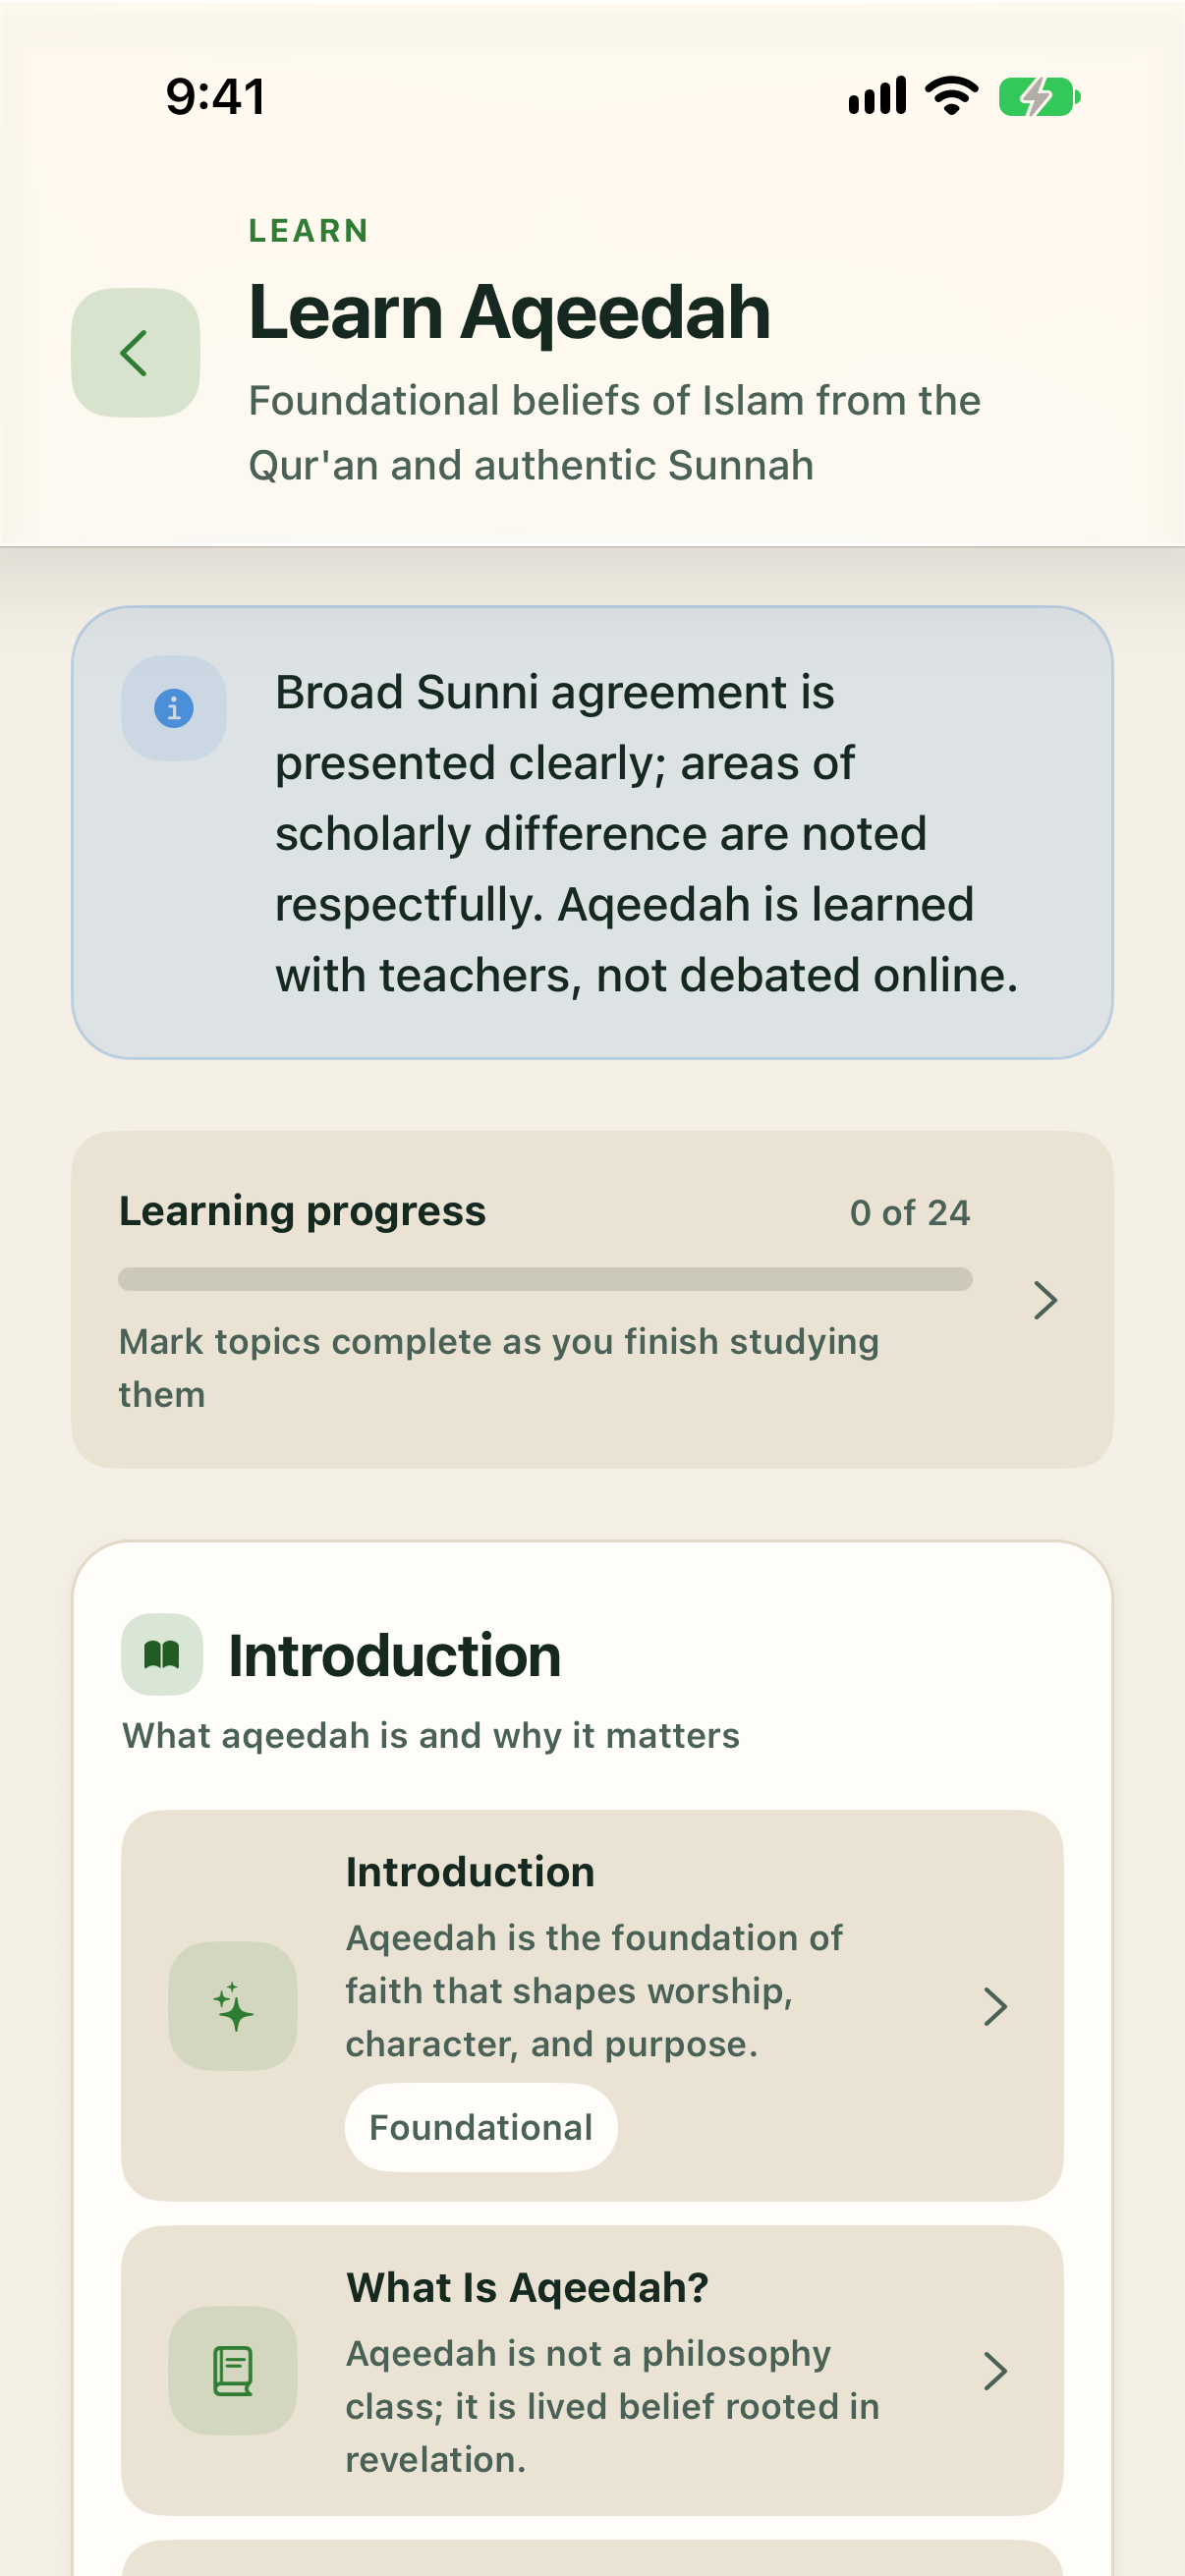 9:41
LEARN
Learn Aqeedah
Foundational beliefs of Islam from the
Qur'an and authentic Sunnah
Broad Sunni agreement is
presented clearly; areas of
scholarly difference are noted
respectfully. Aqeedah is learned
with teachers, not debated online.
Learning progress
0 of 24
Mark topics complete as you finish studying
them
Introduction
What aqeedah is and why it matters
Introduction
Aqeedah is the foundation of
faith that shapes worship,
character, and purpose.
Foundational
What Is Aqeedah?
Aqeedah is not a philosophy
class; it is lived belief rooted in
revelation.